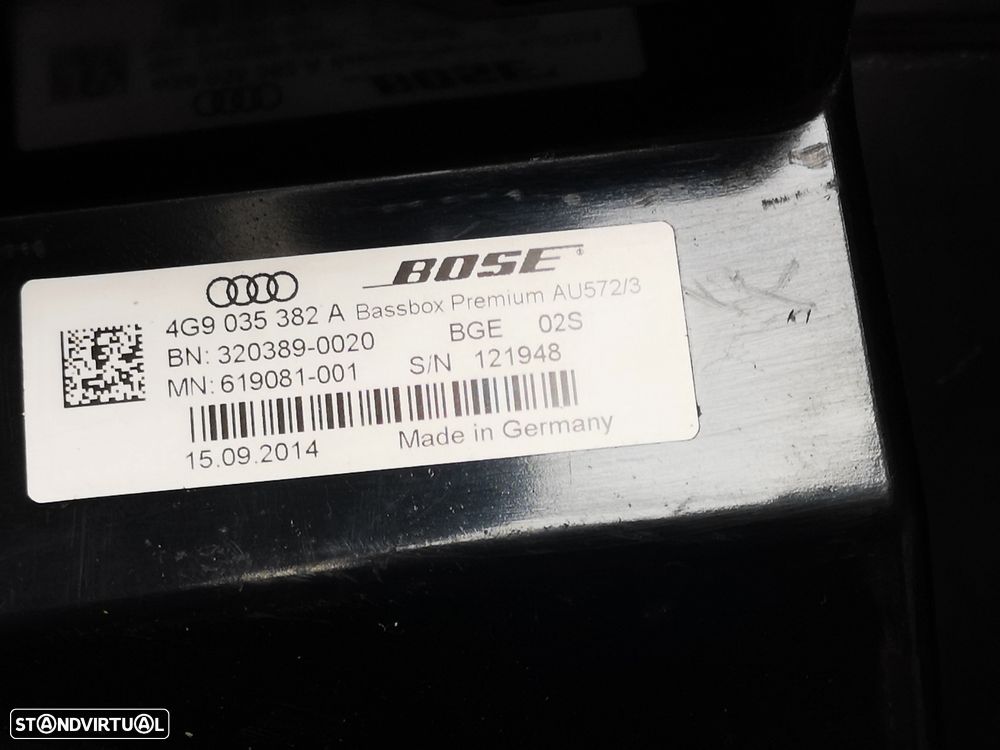 BOSE®
4G9 035 382 A Bassbox Premium AU572/3
BN: 320389-0020 BGE 02S
MN: 619081-001 S/N 121948
15.09.2014 Made in Germany
STANDVIRTUAL